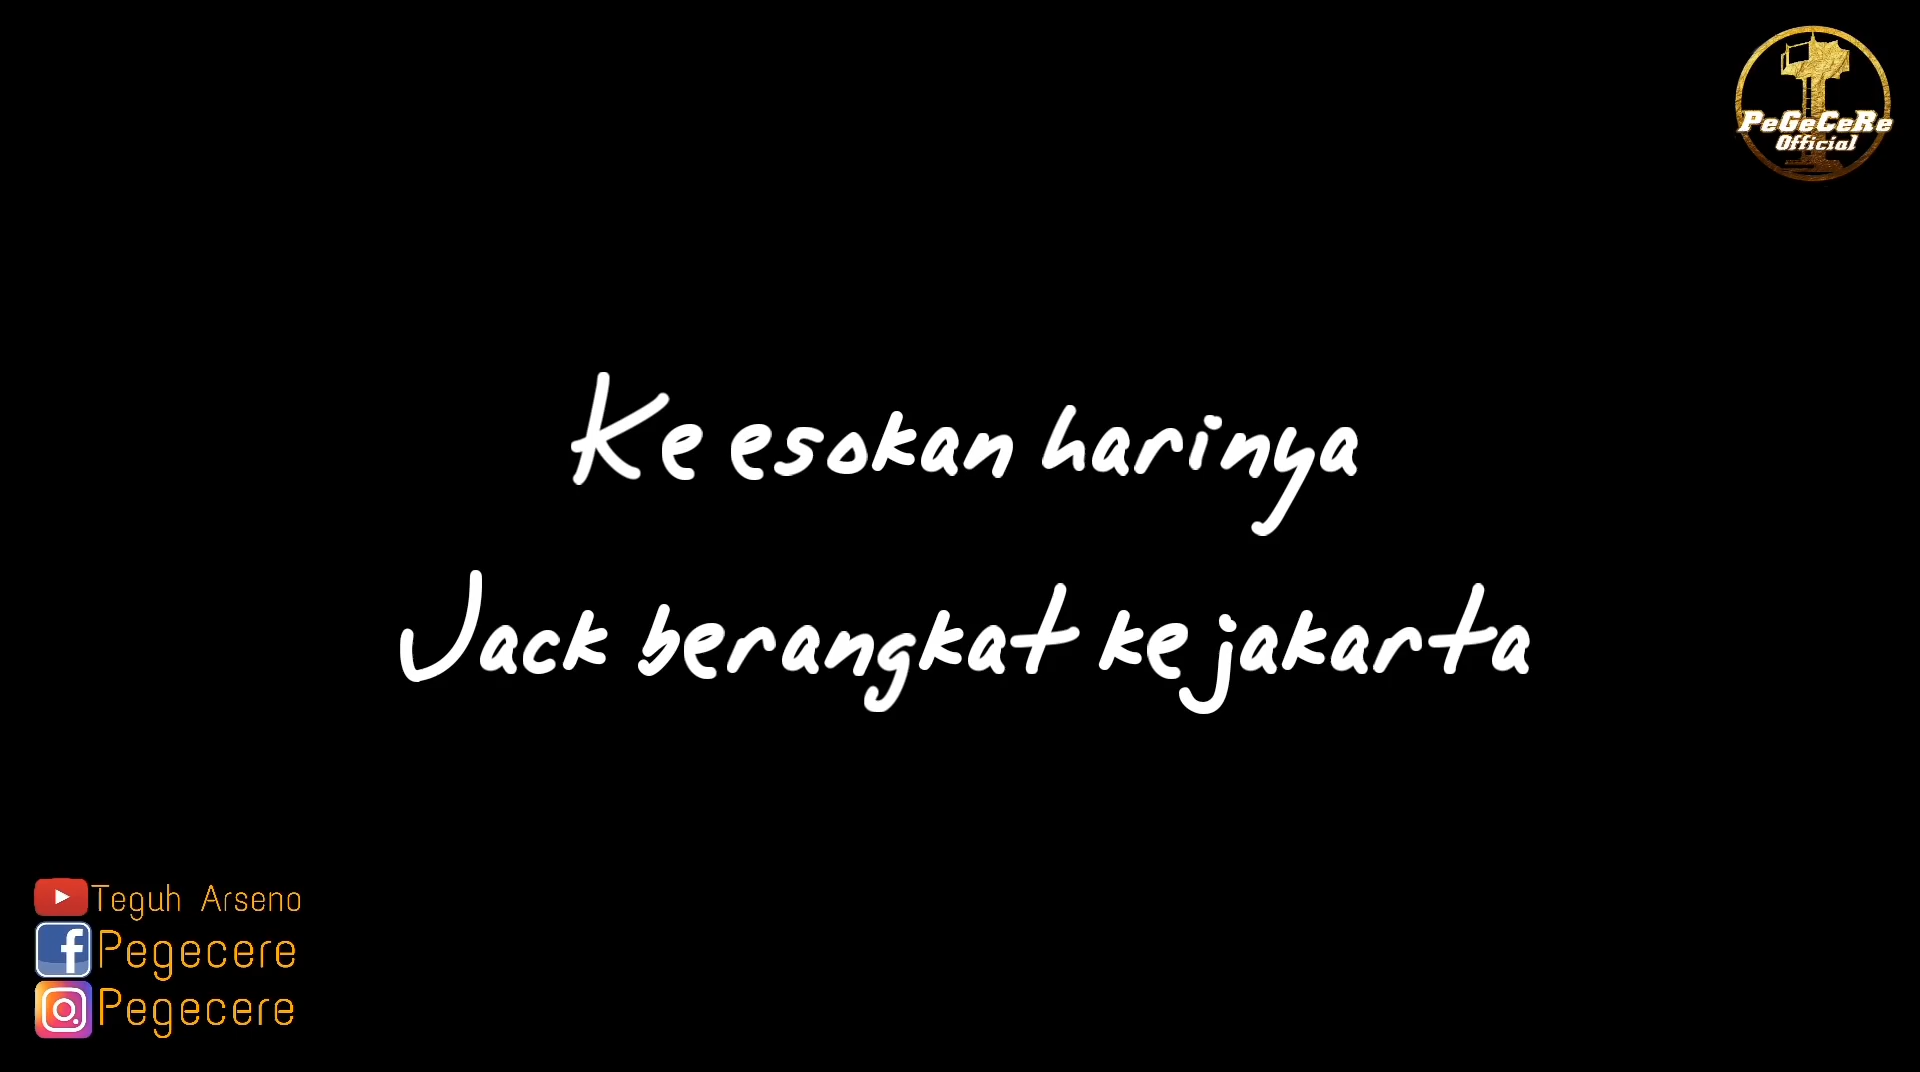 PeGeCeRe
Official
Ke esokan harinya
Jack berangkat ke jakarta
Teguh Arseno
Pegecere
Pegecere